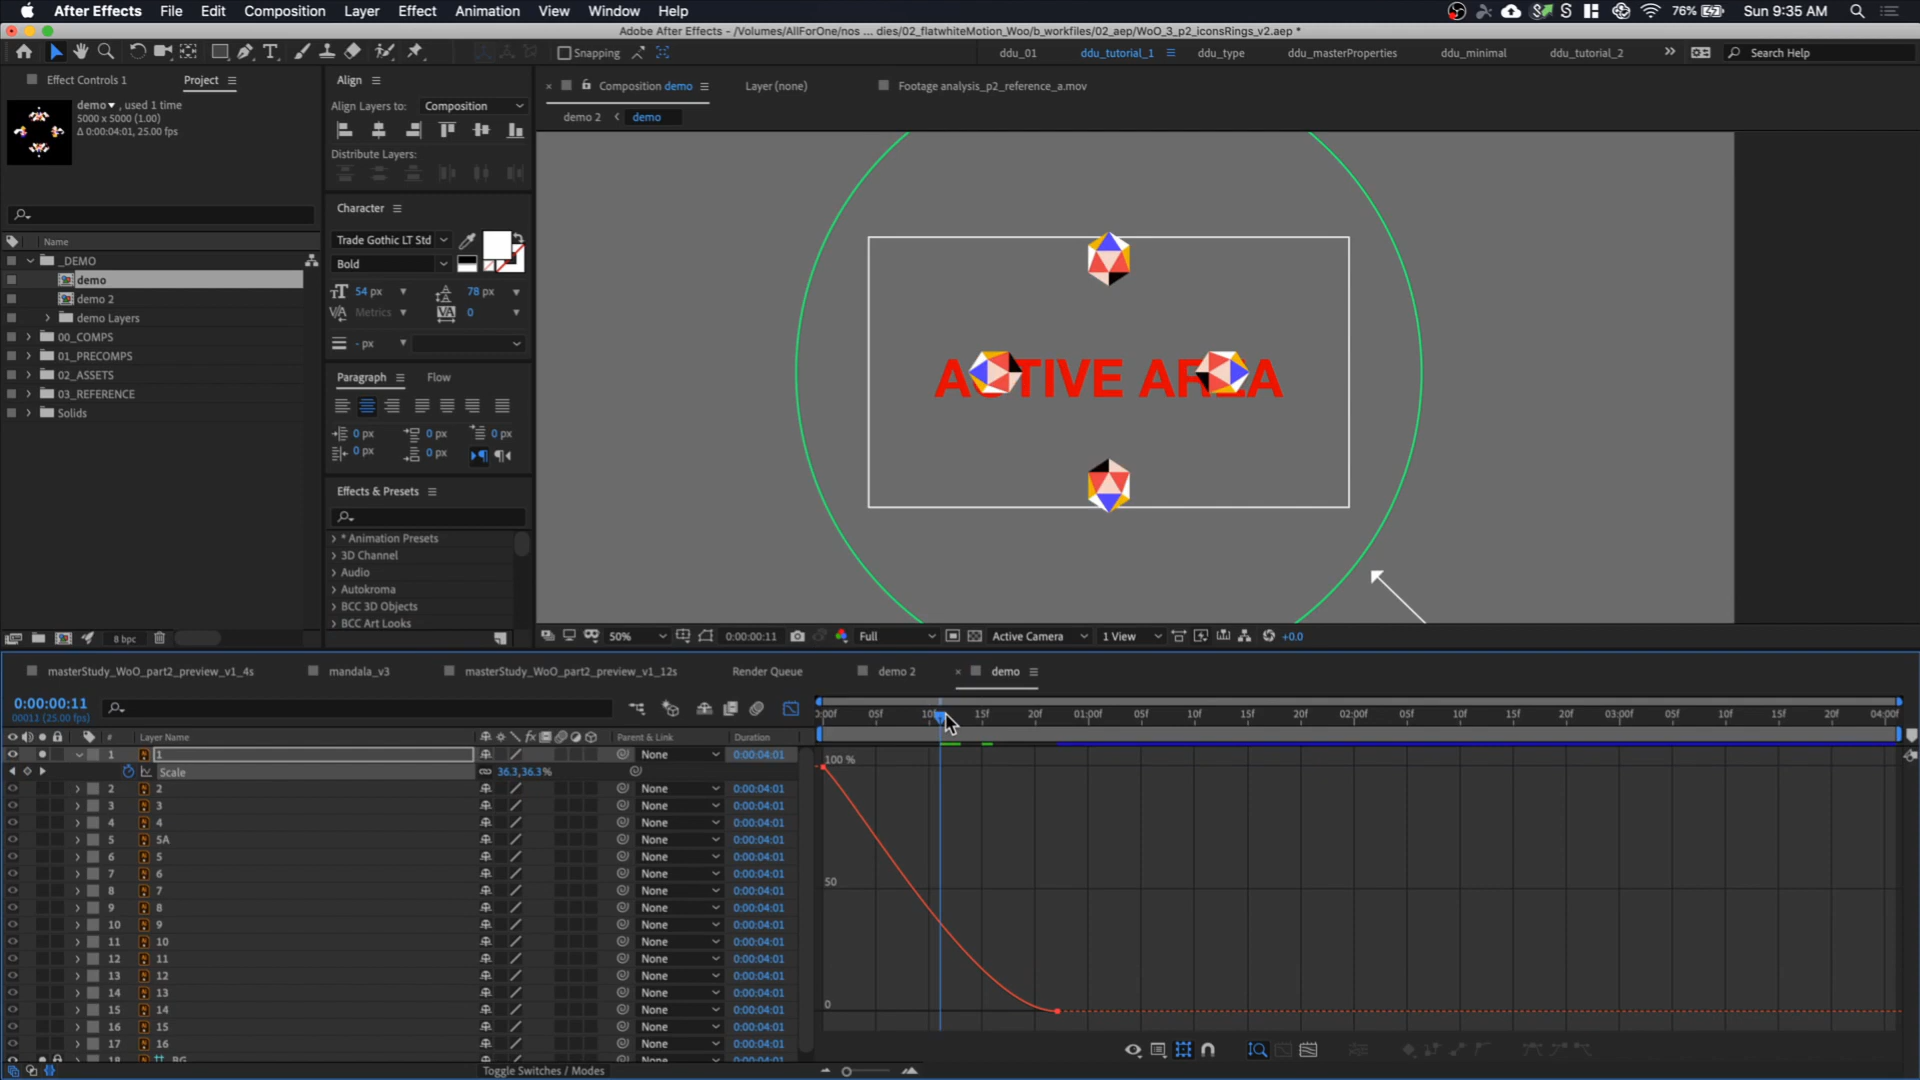 After Effects File Edit Composition Layer Effect Animation View Window Help 76% Sun 9:35 AM
Adobe After Effects - /Volumes/AllForOne/nos ... dies/02_flatwhiteMotion_Woo/b_workfiles/02_aep/WoO_3_p2_iconsRings_v2.aep *
Snapping ddu_01 ddu_tutorial_1 ddu_type ddu_masterProperties ddu_minimal ddu_tutorial_2 Search Help
Effect Controls 1 Project
demo, used 1 time
5000 x 5000 (1.00)
Δ 0:00:04:01, 25.00 fps
Name
_DEMO
demo
demo 2
demo Layers
00_COMPS
01_PRECOMPS
02_ASSETS
03_REFERENCE
Solids
8 bpc
Align
Align Layers to: Composition
Distribute Layers:
Character
Trade Gothic LT Std
Bold
54 px 78 px
Metrics 0
- px
Paragraph Flow
0 px 0 px 0 px
0 px 0 px
Effects & Presets
* Animation Presets
3D Channel
Audio
Autokroma
BCC 3D Objects
BCC Art Looks
Composition demo Layer (none) Footage analysis_p2_reference_a.mov
demo 2 demo
ACTIVE AREA
50% 0:00:00:11 Full Active Camera 1 View +0.0
masterStudy_WoO_part2_preview_v1_4s mandala_v3 masterStudy_WoO_part2_preview_v1_12s Render Queue demo 2 demo
0:00:00:11
00011 (25.00 fps)
:00f 05f 10f 15f 20f 01:00f 05f 10f 15f 20f 02:00f 05f 10f 15f 20f 03:00f 05f 10f 15f 20f 04:00f
# Layer Name Parent & Link Duration
1 1 None 0:00:04:01
Scale 36.3,36.3%
2 2 None 0:00:04:01
3 3 None 0:00:04:01
4 4 None 0:00:04:01
5 5A None 0:00:04:01
6 5 None 0:00:04:01
7 6 None 0:00:04:01
8 7 None 0:00:04:01
9 8 None 0:00:04:01
10 9 None 0:00:04:01
11 10 None 0:00:04:01
12 11 None 0:00:04:01
13 12 None 0:00:04:01
14 13 None 0:00:04:01
15 14 None 0:00:04:01
16 15 None 0:00:04:01
17 16 None 0:00:04:01
18 BG None 0:00:04:01
100 %
50
0
Toggle Switches / Modes